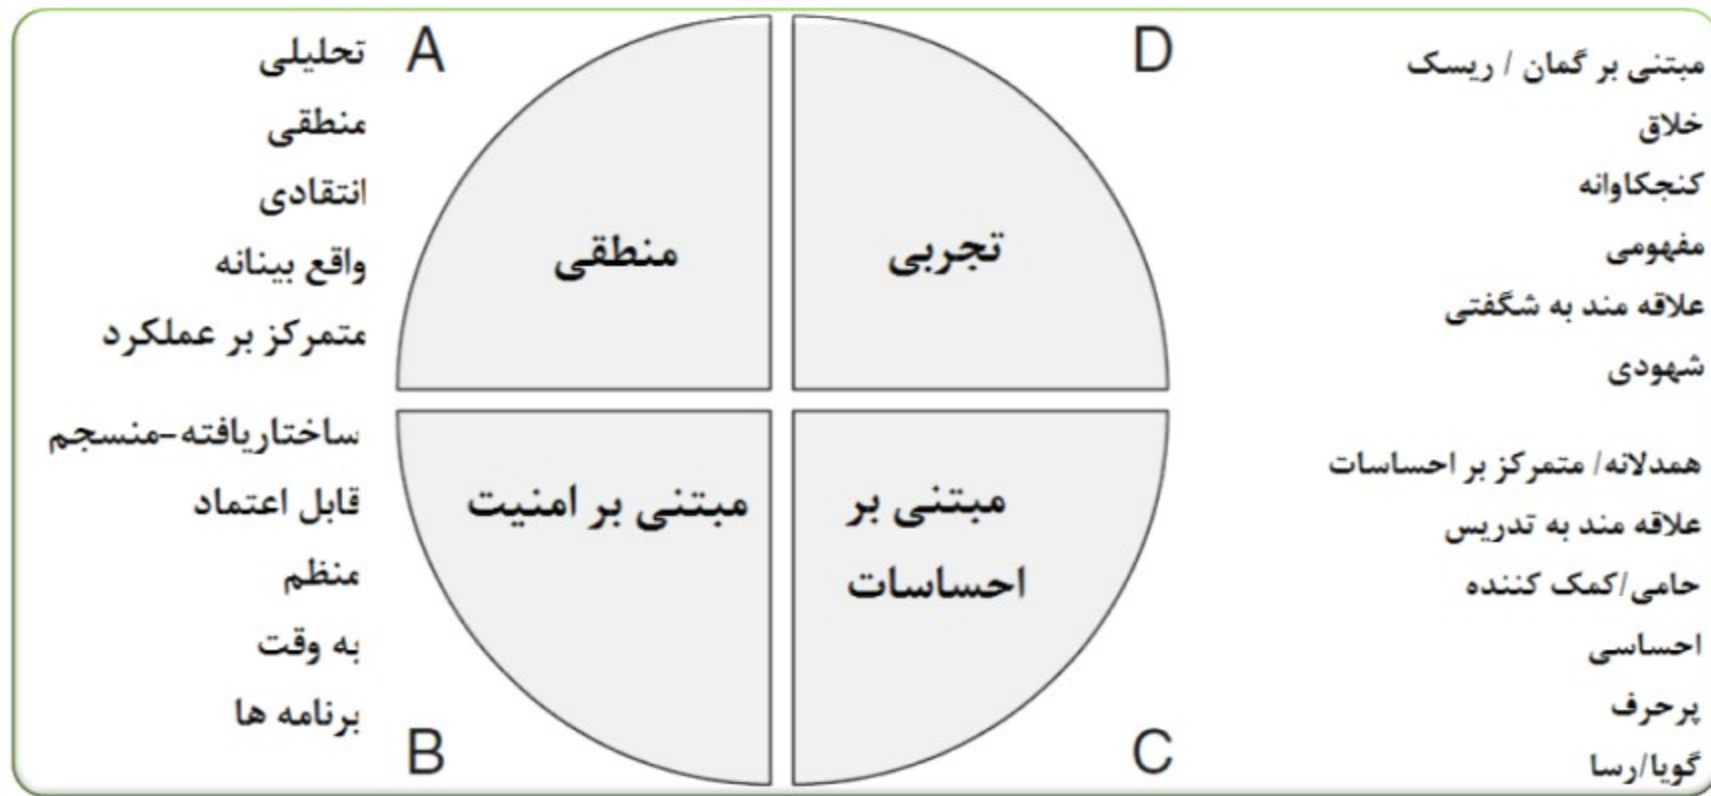 A
تحلیلی
منطقی
انتقادی
واقع بینانه
متمرکز بر عملکرد
منطقی
D
مبتنی بر گمان / ریسک
خلاق
کنجکاوانه
مفهومی
علاقه مند به شگفتی
شهودی
تجربی
B
ساختاریافته-منسجم
قابل اعتماد
منظم
به وقت
برنامه ها
مبتنی بر امنیت
C
همدلانه/ متمرکز بر احساسات
علاقه مند به تدریس
حامی/کمک کننده
احساسی
پرحرف
گویا/رسا
مبتنی بر
احساسات